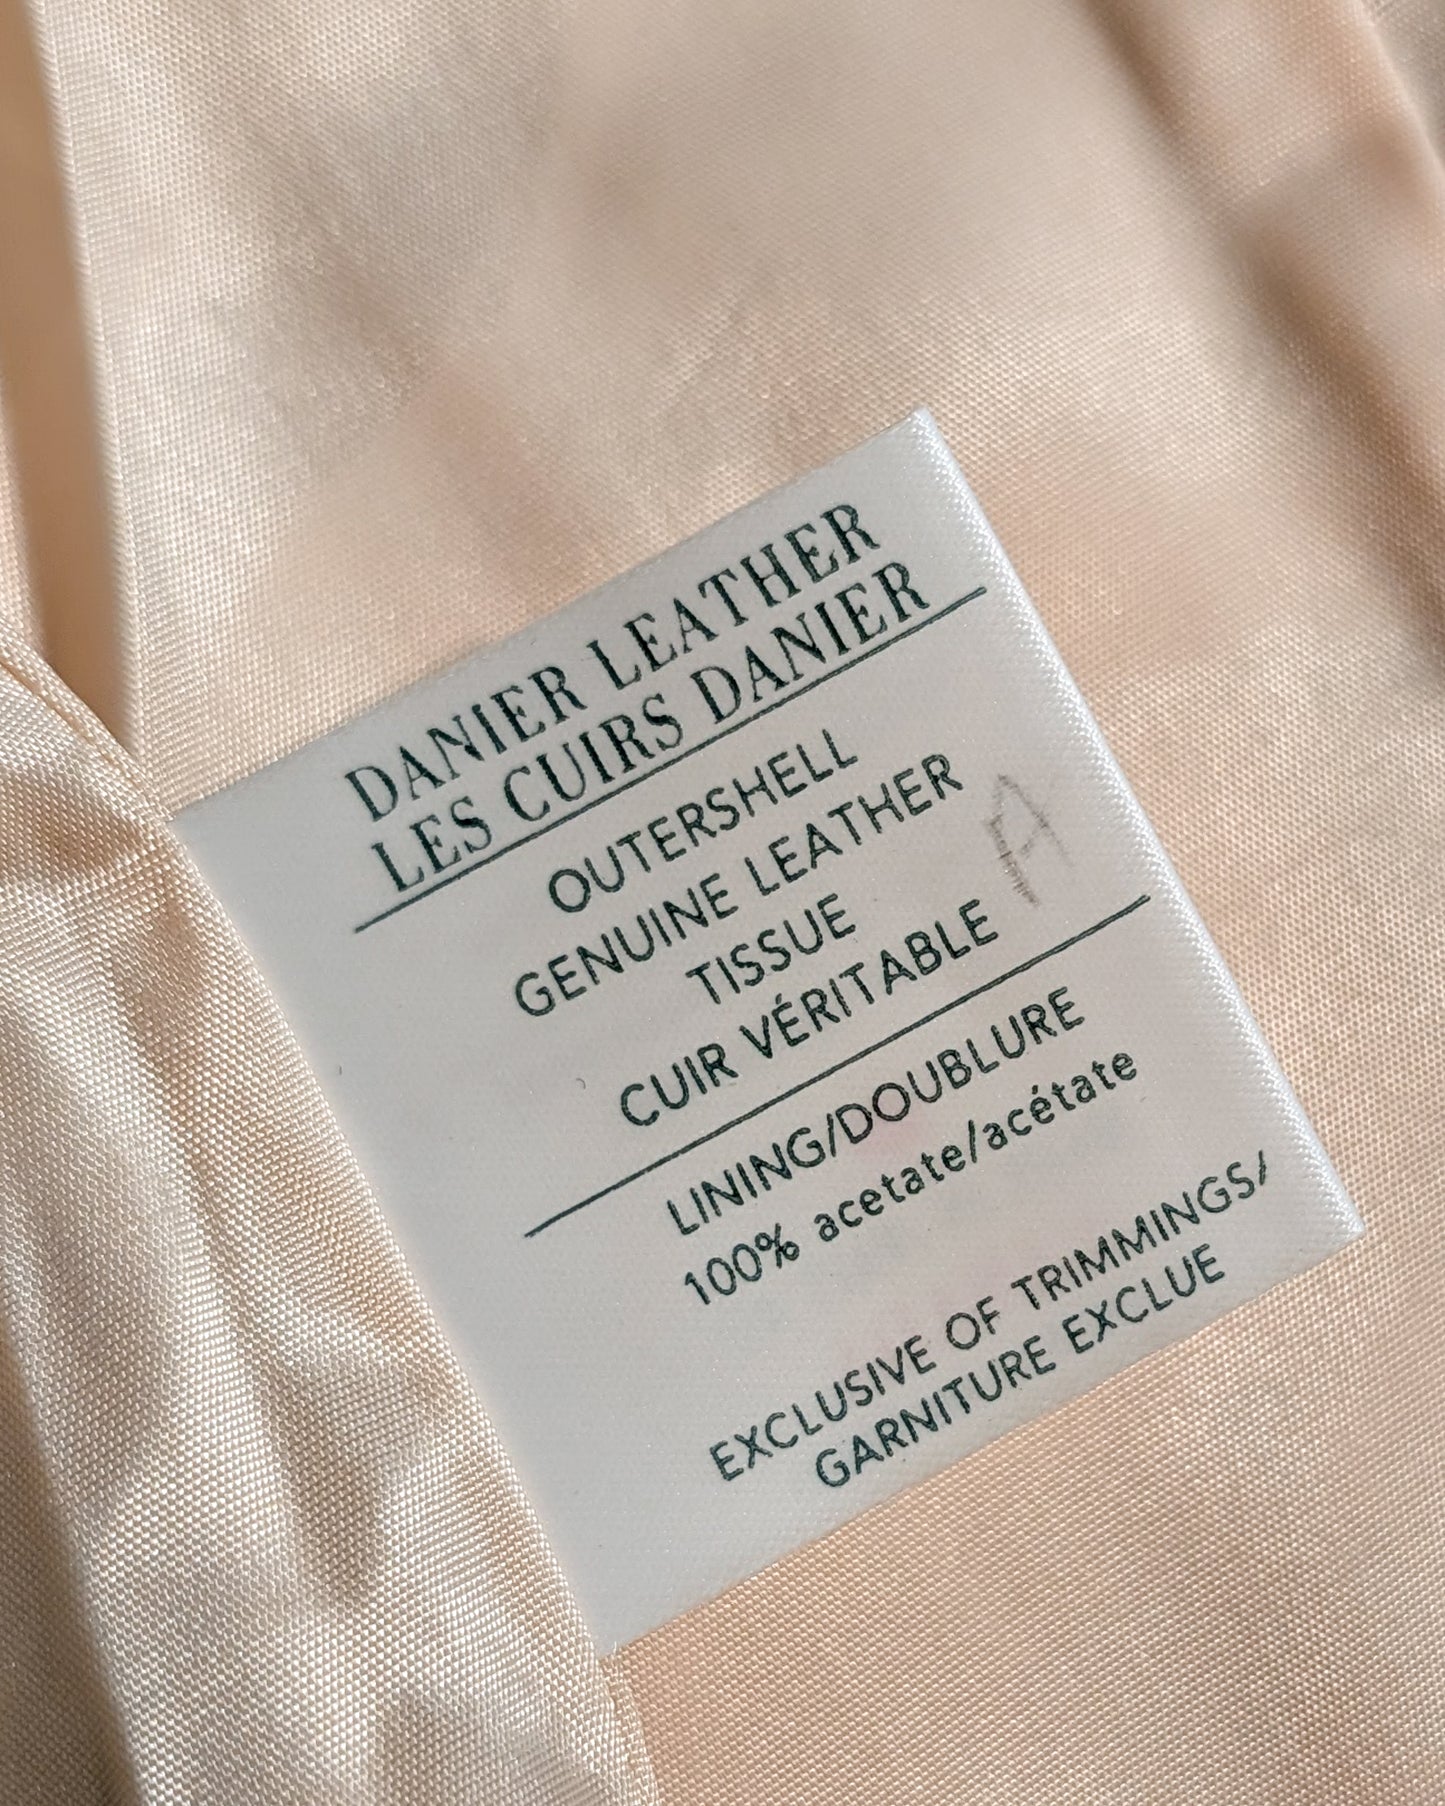 DANIER LEATHER
LES CUIRS DANIER
OUTERSHELL
GENUINE LEATHER
A
TISSUE
CUIR VÉRITABLE
LINING/DOUBLURE
100% acetate/acétate
EXCLUSIVE OF TRIMMINGS/
GARNITURE EXCLUE